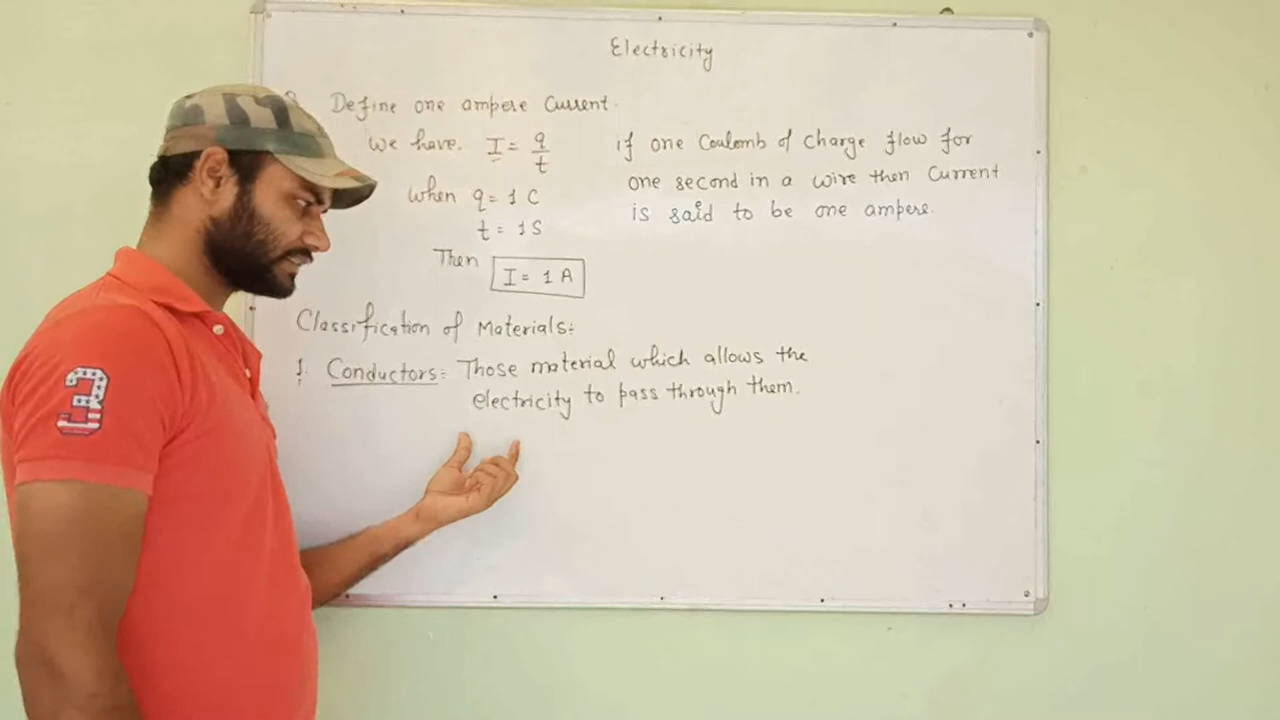 Electricity
Define one ampere Current.
We have. I = q/t
when q = 1 C
t = 1 S
Then I = 1 A
if one Coulomb of charge flow for
one second in a wire then Current
is said to be one ampere.
Classification of Materials:
1. Conductors: Those material which allows the
electricity to pass through them.
3